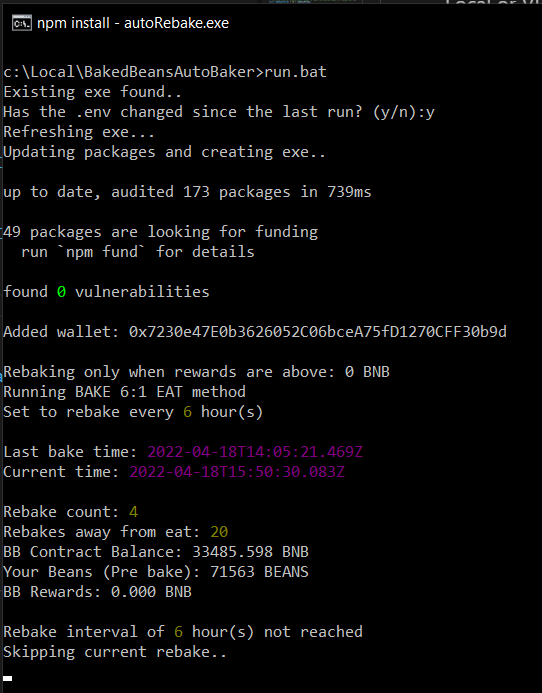 npm install - autoRebake.exe
c:\Local\BakedBeansAutoBaker>run.bat
Existing exe found..
Has the .env changed since the last run? (y/n):y
Refreshing exe...
Updating packages and creating exe..
up to date, audited 173 packages in 739ms
49 packages are looking for funding
run `npm fund` for details
found 0 vulnerabilities
Added wallet: 0x7230e47E0b3626052C06bceA75fD1270CFF30b9d
Rebaking only when rewards are above: 0 BNB
Running BAKE 6:1 EAT method
Set to rebake every 6 hour(s)
Last bake time: 2022-04-18T14:05:21.469Z
Current time: 2022-04-18T15:50:30.083Z
Rebake count: 4
Rebakes away from eat: 20
BB Contract Balance: 33485.598 BNB
Your Beans (Pre bake): 71563 BEANS
BB Rewards: 0.000 BNB
Rebake interval of 6 hour(s) not reached
Skipping current rebake..